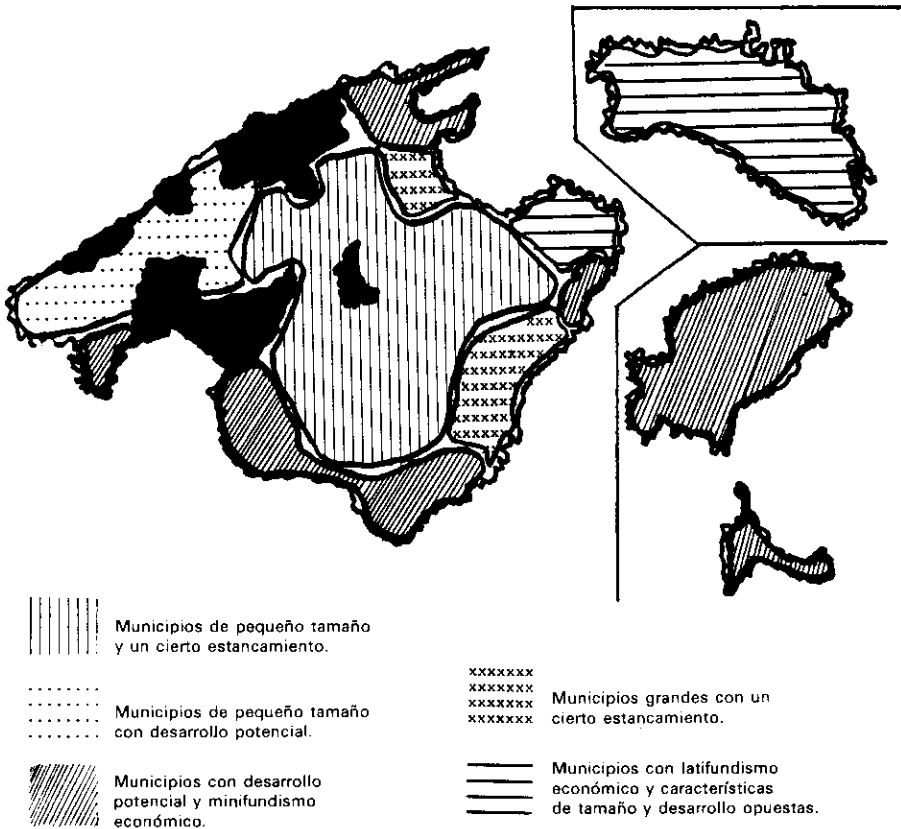 Municipios de pequeño tamaño
y un cierto estancamiento.
Municipios de pequeño tamaño
con desarrollo potencial.
Municipios con desarrollo
potencial y minifundismo
económico.
Municipios grandes con un
cierto estancamiento.
Municipios con latifundismo
económico y características
de tamaño y desarrollo opuestas.